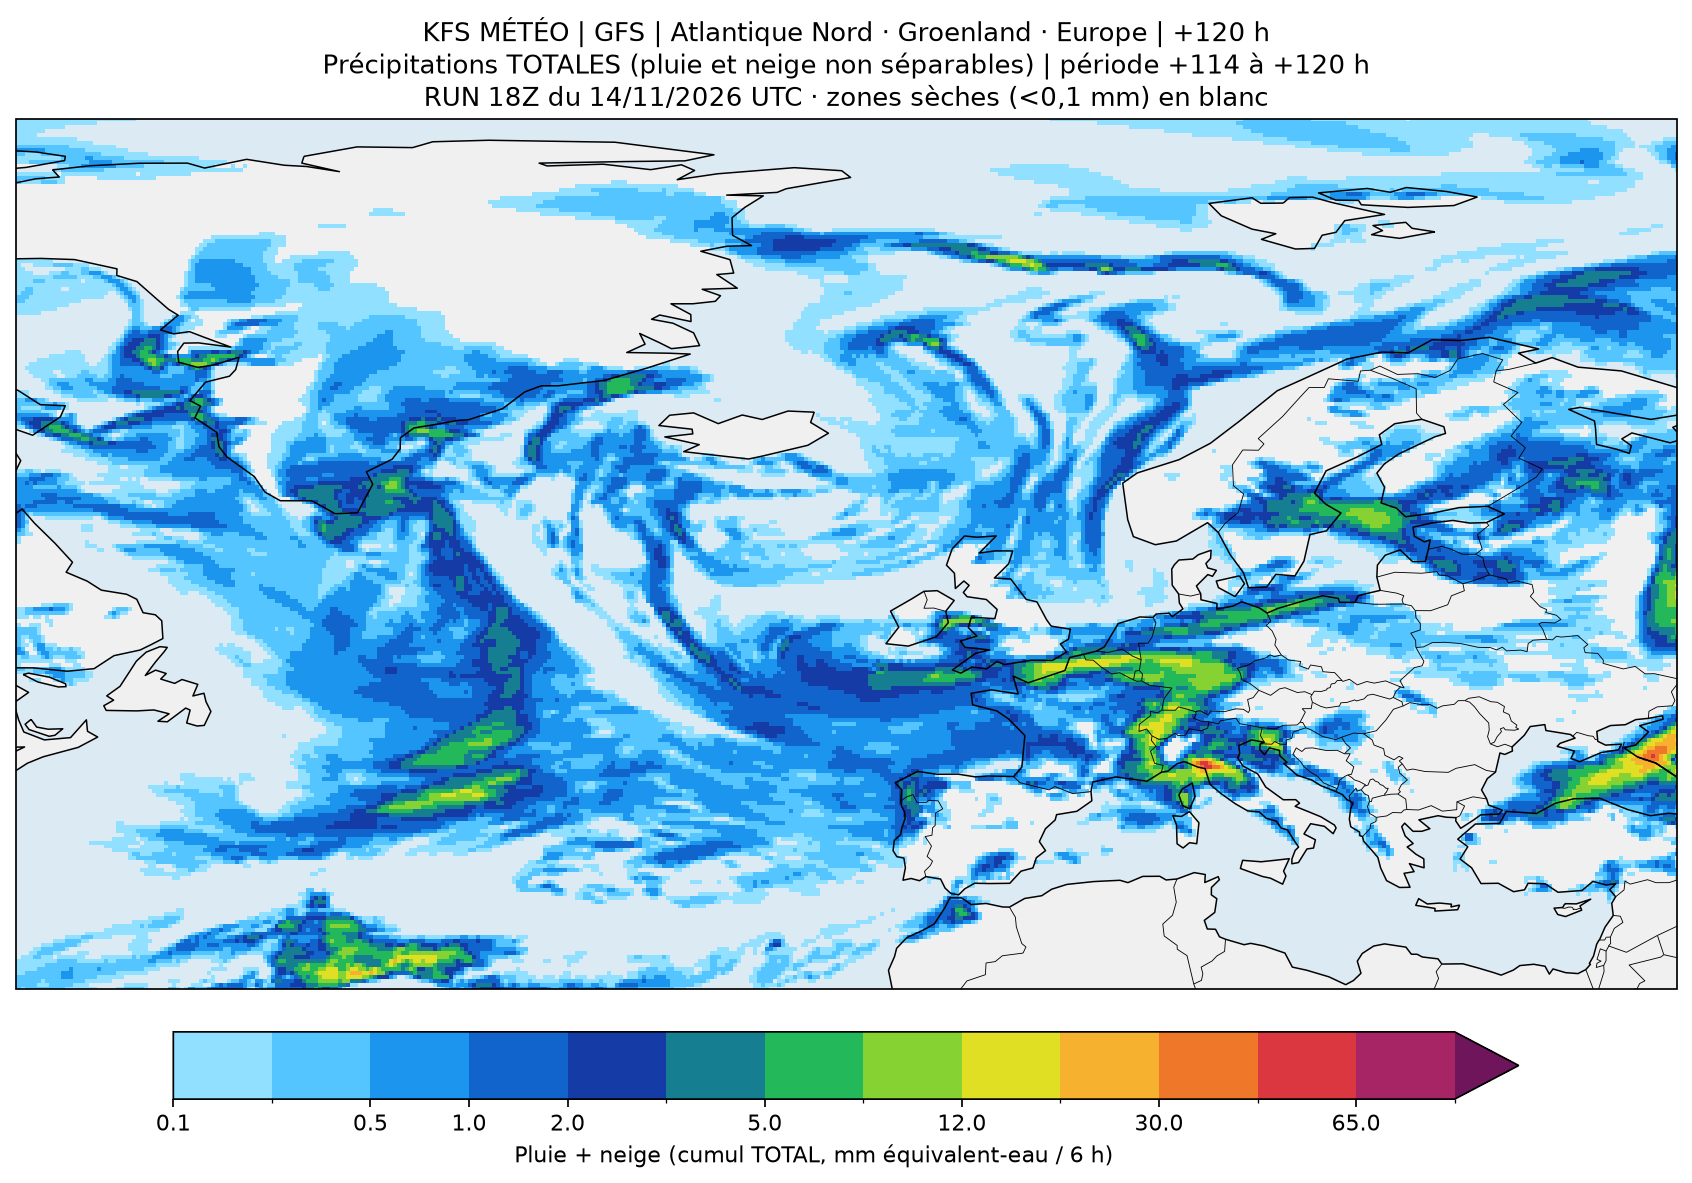 KFS MÉTÉO | GFS | Atlantique Nord · Groenland · Europe | +120 h
Précipitations TOTALES (pluie et neige non séparables) | période +114 à +120 h
RUN 18Z du 14/11/2026 UTC · zones sèches (<0,1 mm) en blanc
0.1 0.5 1.0 2.0 5.0 12.0 30.0 65.0
Pluie + neige (cumul TOTAL, mm équivalent-eau / 6 h)